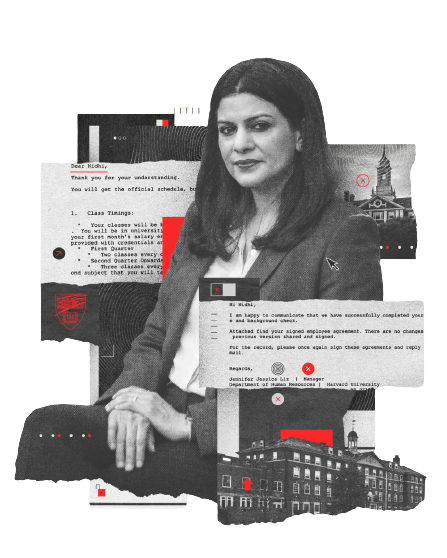 Dear Nidhi,
Thank you for your understanding.
You will get the official schedule, bu
1. Class Timings:
* Your classes will be
. You will be in universit
your first month's salary
provided with credentials
* First Quarter
* Two classes every
* Second Quarter Onwards
* Three classes every
and subject that you will
Hi Nidhi,
I am happy to communicate that we have successfully completed your
e and background check.
Attached find your signed employee agreement. There are no changes
previous version shared and signed.
For the record, please once again sign these agreements and reply
mail.
Regards,
Jennifer Jessica Lis | Manager
Department of Human Resources | Harvard University